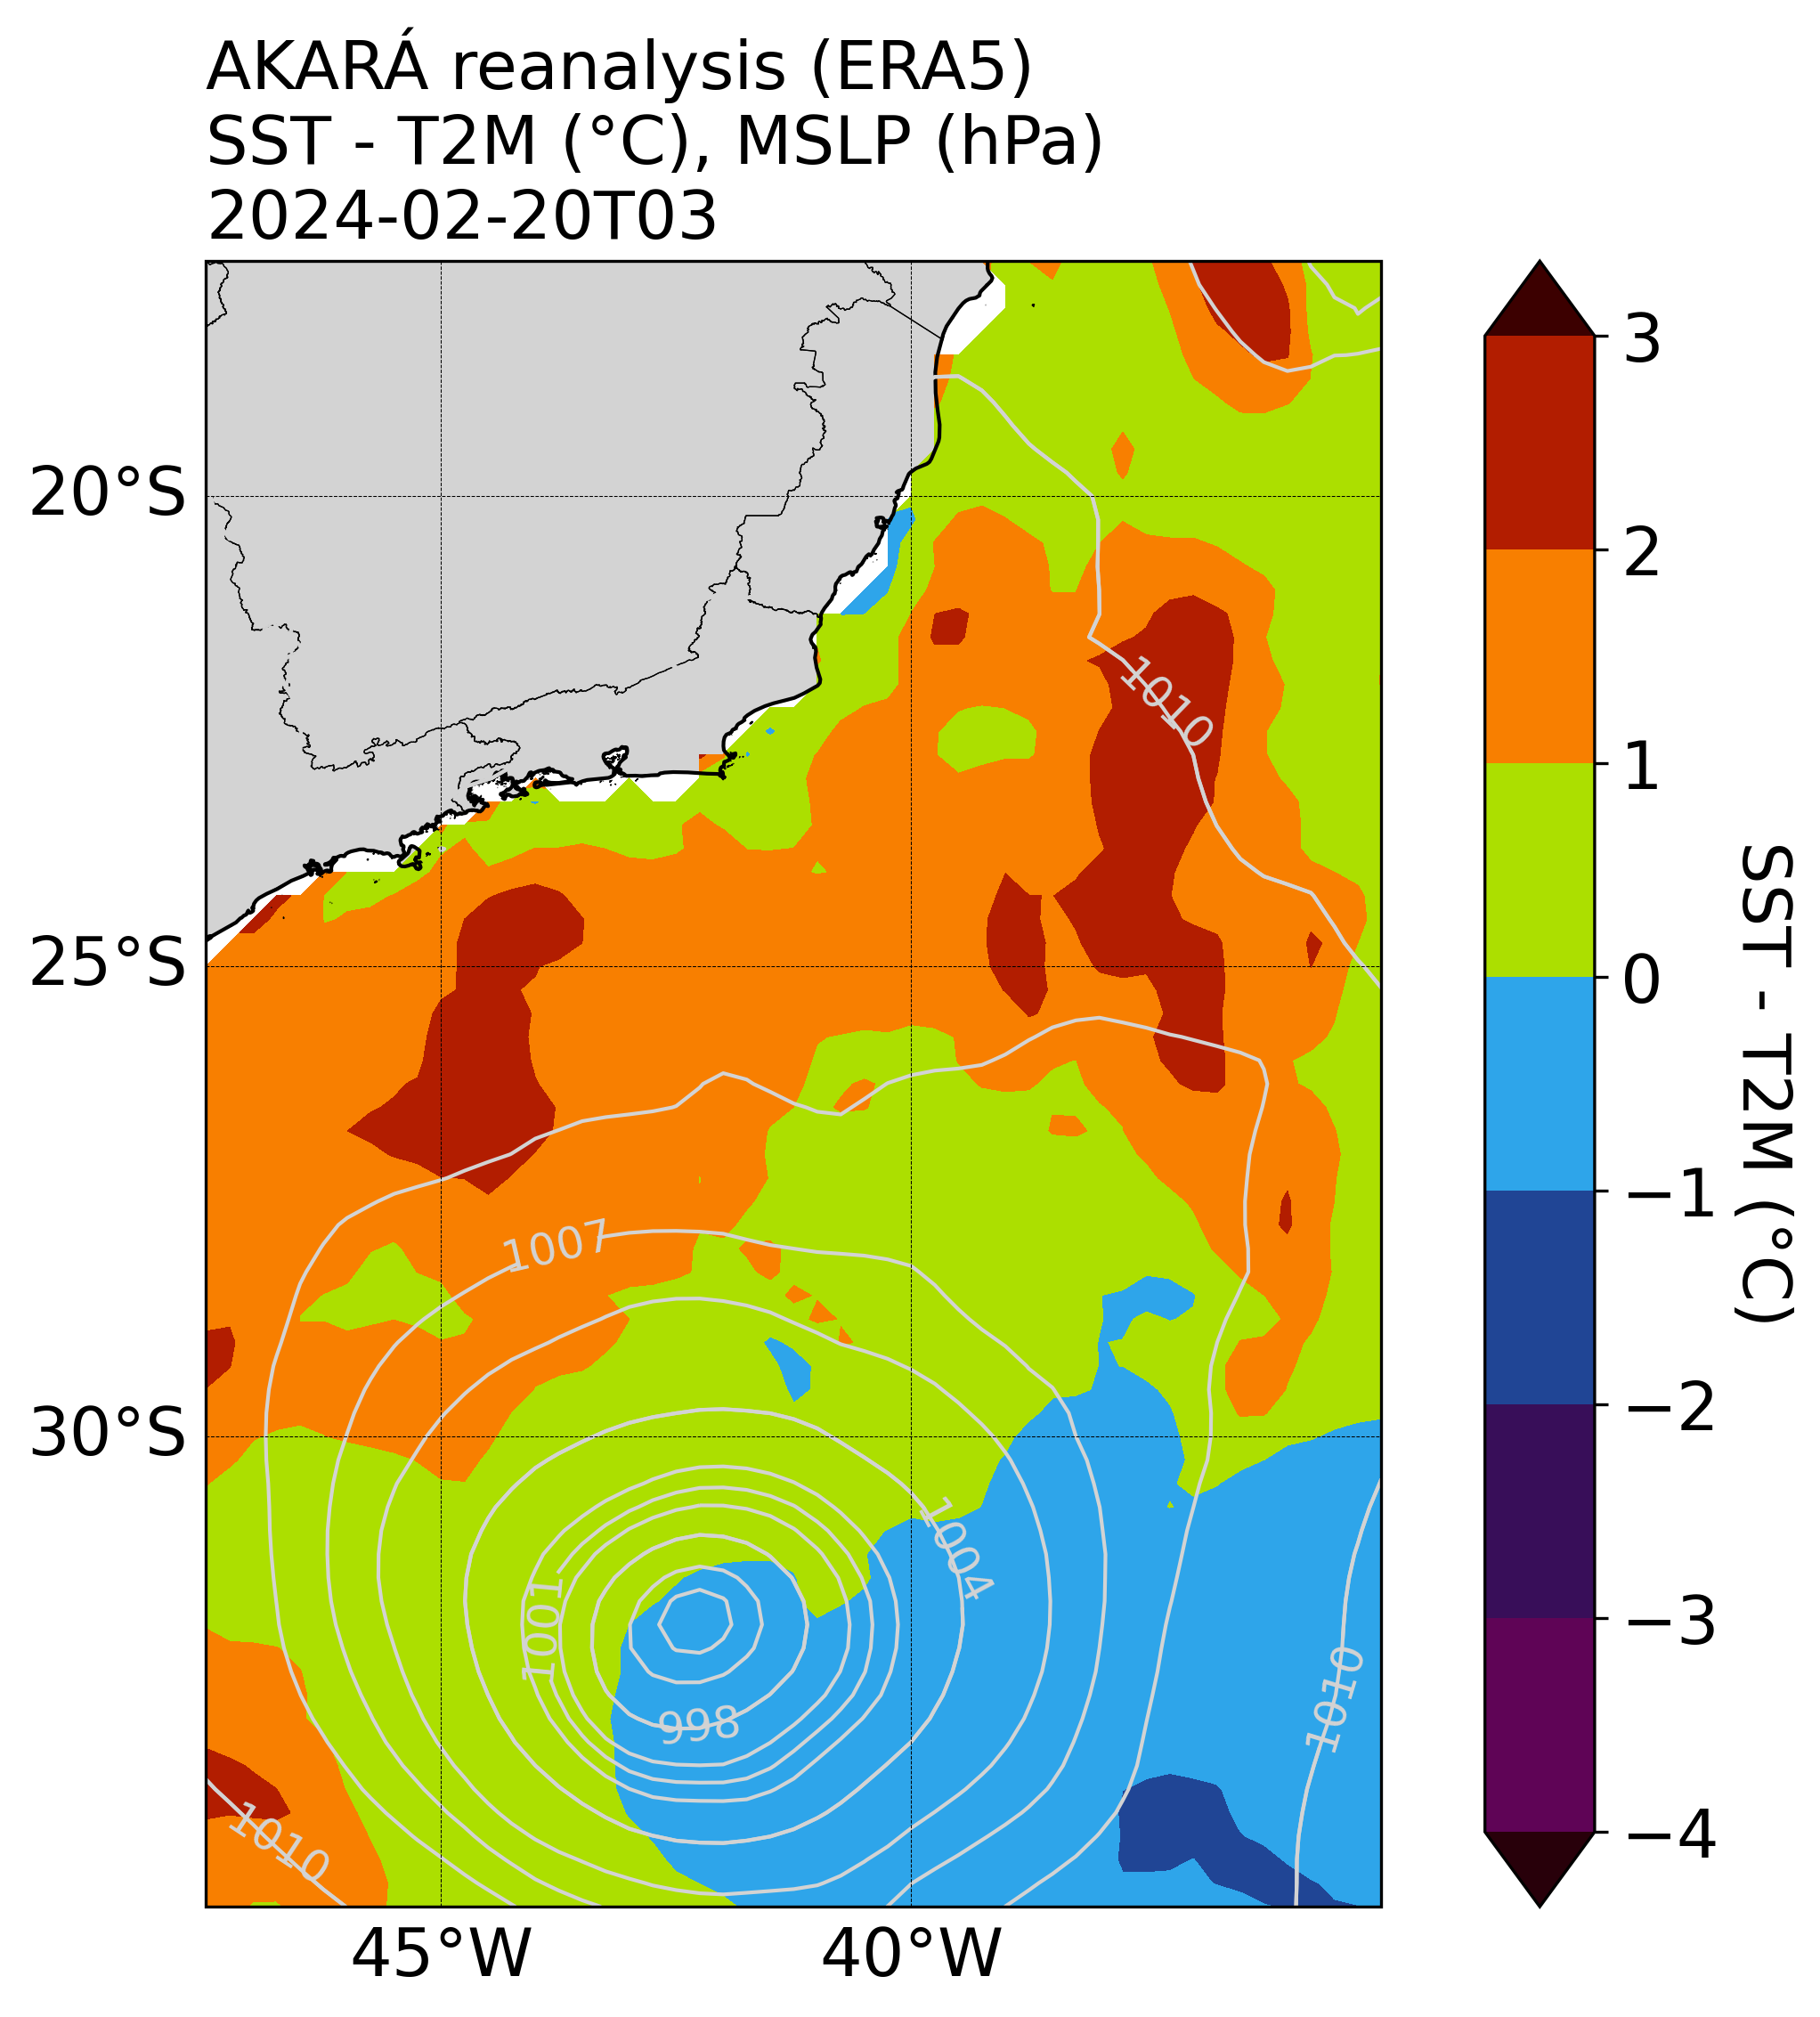 AKARÁ reanalysis (ERA5)
SST - T2M (°C), MSLP (hPa)
2024-02-20T03
20°S
25°S
30°S
45°W
40°W
1010
1007
1004
1001
998
1010
1010
3
2
1
0
−1
−2
−3
−4
SST - T2M (°C)